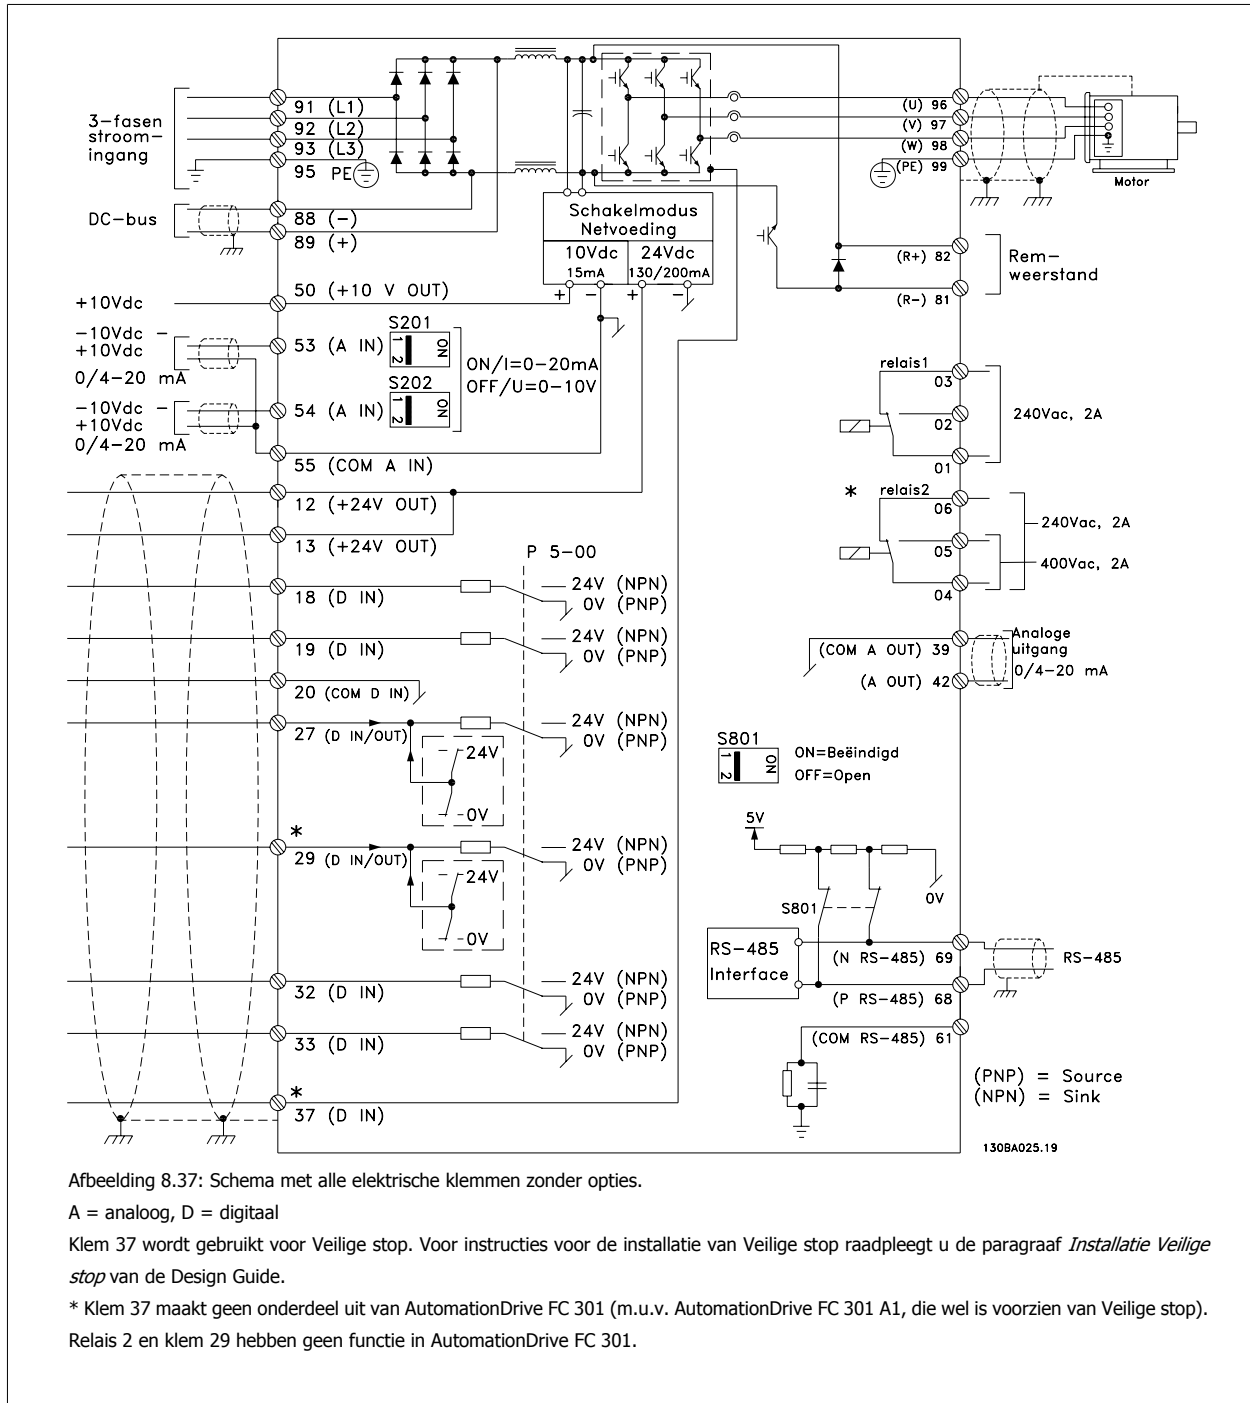 3-fasen
stroom-
ingang
91 (L1)
92 (L2)
93 (L3)
95 PE
DC-bus
88 (-)
89 (+)
+10Vdc
50 (+10 V OUT)
-10Vdc -
+10Vdc
0/4-20 mA
53 (A IN)
-10Vdc -
+10Vdc
0/4-20 mA
54 (A IN)
55 (COM A IN)
S201
1 2 ON
S202
1 2 ON
ON/I=0-20mA
OFF/U=0-10V
Schakelmodus
Netvoeding
10Vdc
15mA
24Vdc
130/200mA
+ - + -
12 (+24V OUT)
13 (+24V OUT)
P 5-00
18 (D IN)
24V (NPN)
0V (PNP)
19 (D IN)
24V (NPN)
0V (PNP)
20 (COM D IN)
27 (D IN/OUT)
24V (NPN)
0V (PNP)
24V
0V
*
29 (D IN/OUT)
24V (NPN)
0V (PNP)
24V
0V
32 (D IN)
24V (NPN)
0V (PNP)
33 (D IN)
24V (NPN)
0V (PNP)
*
37 (D IN)
(U) 96
(V) 97
(W) 98
(PE) 99
Motor
(R+) 82
(R-) 81
Rem-
weerstand
relais1
03
02
01
240Vac, 2A
*
relais2
06
05
04
240Vac, 2A
400Vac, 2A
(COM A OUT) 39
(A OUT) 42
Analoge
uitgang
0/4-20 mA
S801
1 2 ON
ON=Beëindigd
OFF=Open
5V
S801
0V
RS-485
Interface
(N RS-485) 69
(P RS-485) 68
RS-485
(COM RS-485) 61
(PNP) = Source
(NPN) = Sink
130BA025.19
Afbeelding 8.37: Schema met alle elektrische klemmen zonder opties.
A = analoog, D = digitaal
Klem 37 wordt gebruikt voor Veilige stop. Voor instructies voor de installatie van Veilige stop raadpleegt u de paragraaf Installatie Veilige
stop van de Design Guide.
* Klem 37 maakt geen onderdeel uit van AutomationDrive FC 301 (m.u.v. AutomationDrive FC 301 A1, die wel is voorzien van Veilige stop).
Relais 2 en klem 29 hebben geen functie in AutomationDrive FC 301.